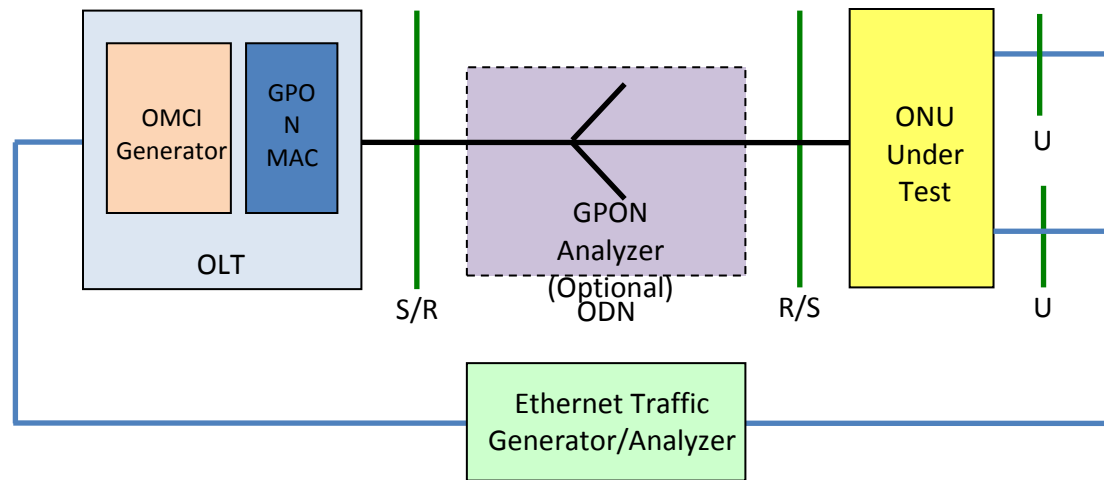 OMCI
Generator
GPO
N
MAC
OLT
S/R
GPON
Analyzer
(Optional)
ODN
R/S
ONU
Under
Test
U
U
Ethernet Traffic
Generator/Analyzer